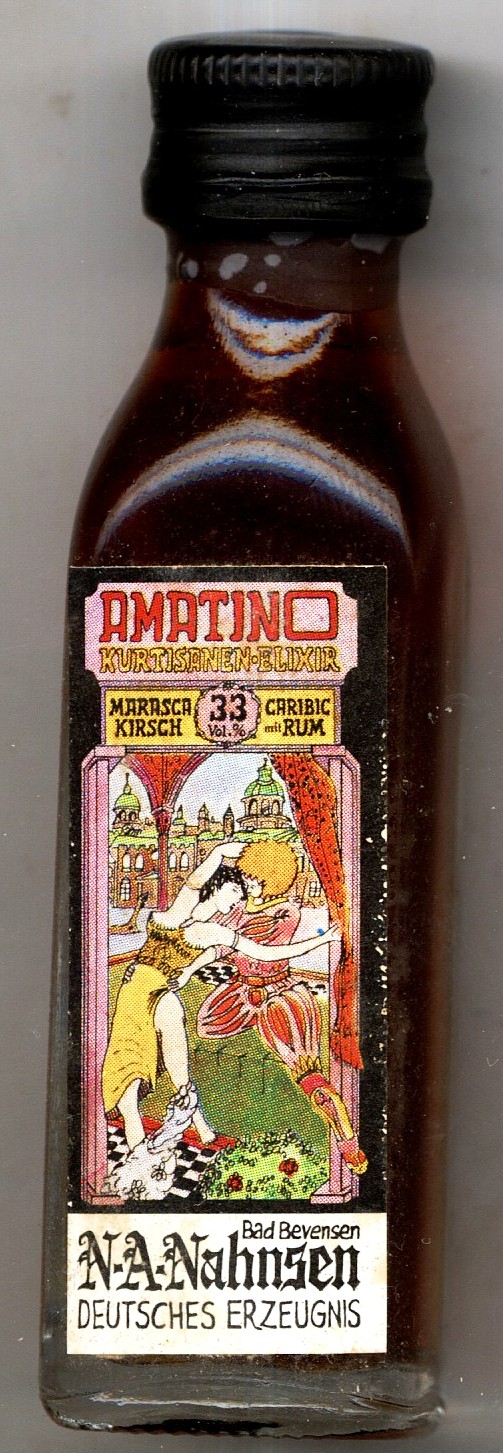 AMATINO
KURTISANEN-ELIXIR
MARASCA KIRSCH
33 Vol.%
CARIBIC mit RUM
Bad Bevensen
N-A-Nahnsen
DEUTSCHES ERZEUGNIS